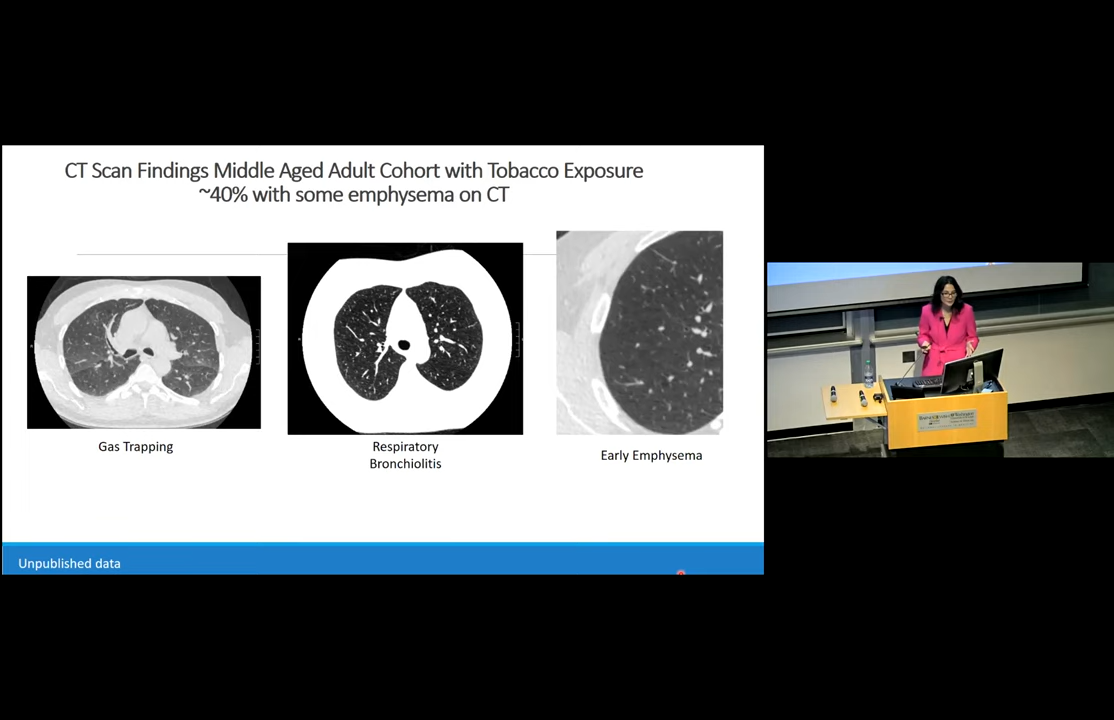 CT Scan Findings Middle Aged Adult Cohort with Tobacco Exposure
~40% with some emphysema on CT
Gas Trapping
Respiratory
Bronchiolitis
Early Emphysema
Unpublished data